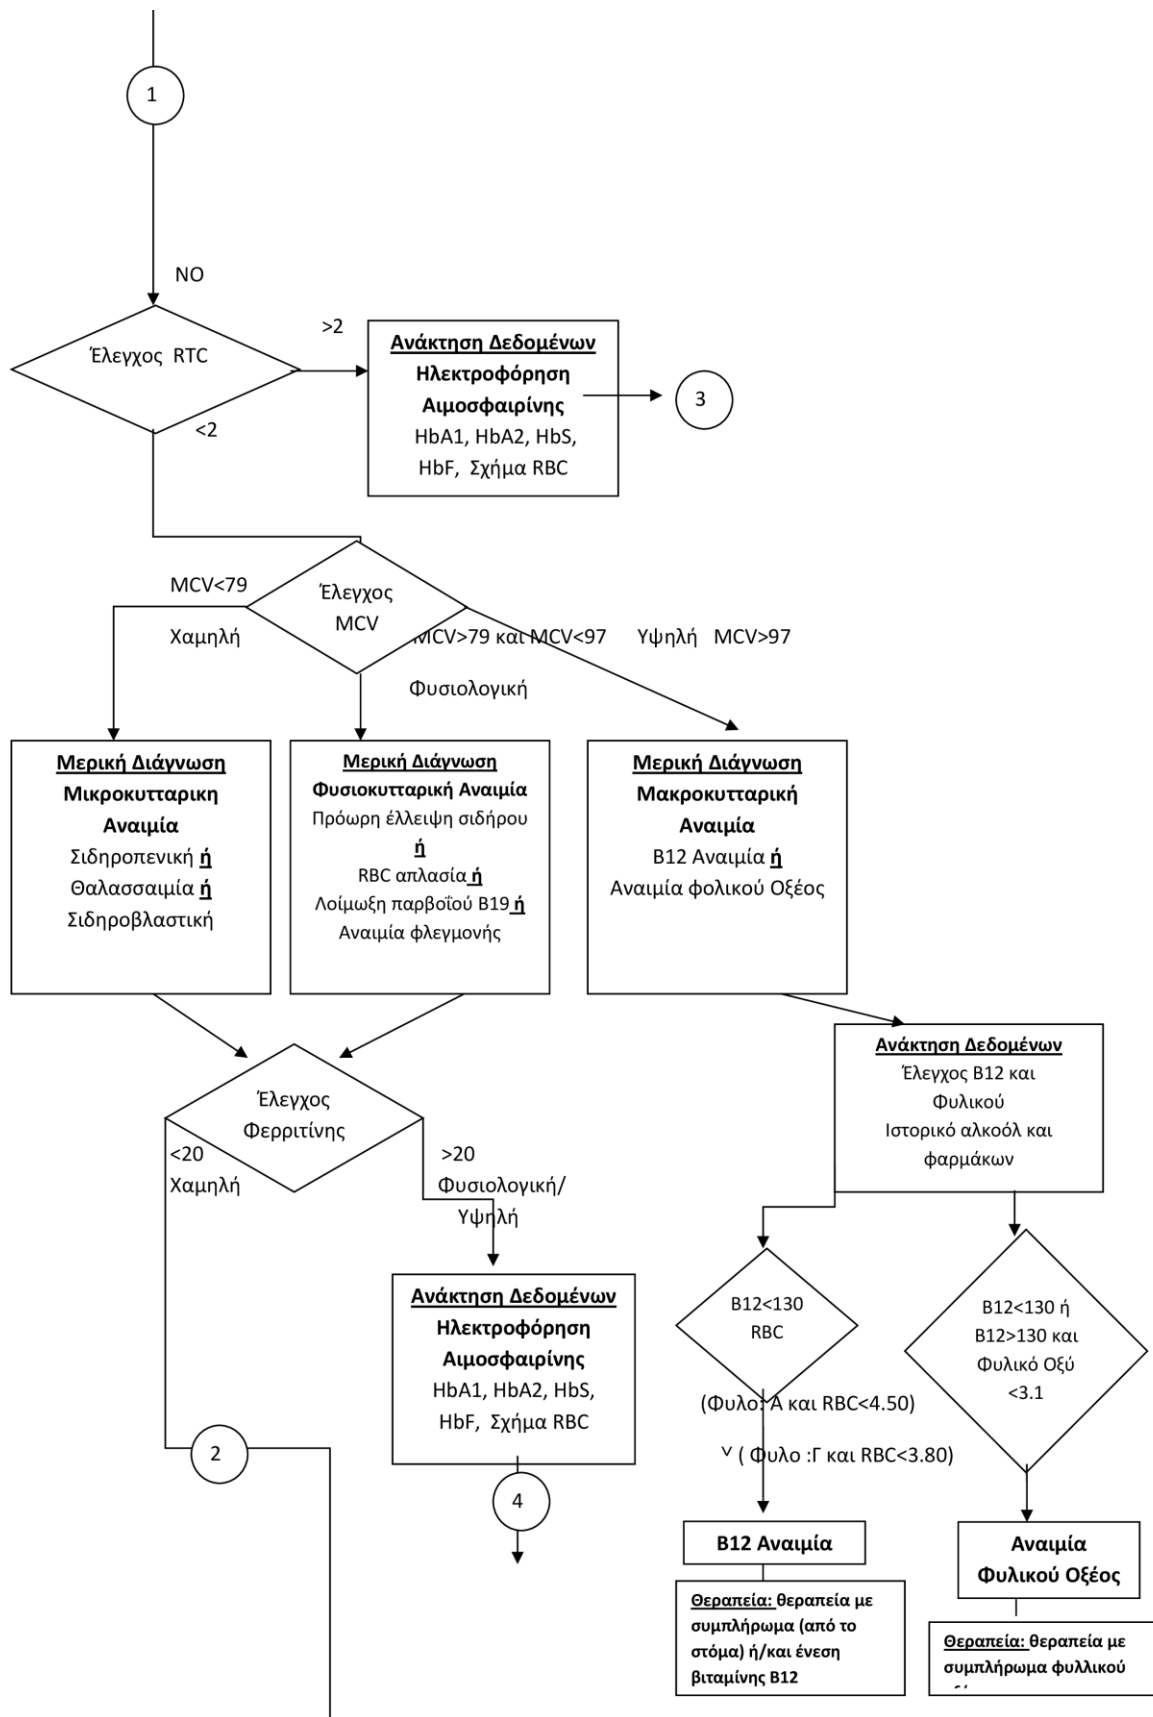 1
NO
Έλεγχος RTC
>2
<2
Ανάκτηση Δεδομένων
Ηλεκτροφόρηση
Αιμοσφαιρίνης
HbA1, HbA2, HbS,
HbF, Σχήμα RBC
3
Έλεγχος
MCV
MCV<79
Χαμηλή
MCV>79 και MCV<97
Φυσιολογική
Υψηλή MCV>97
Μερική Διάγνωση
Μικροκυτταρικη
Αναιμία
Σιδηροπενική ή
Θαλασσαιμία ή
Σιδηροβλαστική
Μερική Διάγνωση
Φυσιοκυτταρική Αναιμία
Πρόωρη έλλειψη σιδήρου
ή
RBC απλασία ή
Λοίμωξη παρβοϊού Β19 ή
Αναιμία φλεγμονής
Μερική Διάγνωση
Μακροκυτταρική
Αναιμία
Β12 Αναιμία ή
Αναιμία φολικού Οξέος
Έλεγχος
Φερριτίνης
<20
Χαμηλή
>20
Φυσιολογική/
Υψηλή
Ανάκτηση Δεδομένων
Έλεγχος Β12 και
Φυλικού
Ιστορικό αλκοόλ και
φαρμάκων
Ανάκτηση Δεδομένων
Ηλεκτροφόρηση
Αιμοσφαιρίνης
HbA1, HbA2, HbS,
HbF, Σχήμα RBC
2
4
B12<130
RBC
(Φυλο: Α και RBC<4.50)
˅ ( Φυλο :Γ και RBC<3.80)
B12<130 ή
B12>130 και
Φυλικό Οξύ
<3.1
Β12 Αναιμία
Θεραπεία: θεραπεία με
συμπλήρωμα (από το
στόμα) ή/και ένεση
βιταμίνης Β12
Αναιμία
Φυλικού Οξέος
Θεραπεία: θεραπεία με
συμπλήρωμα φυλλικού